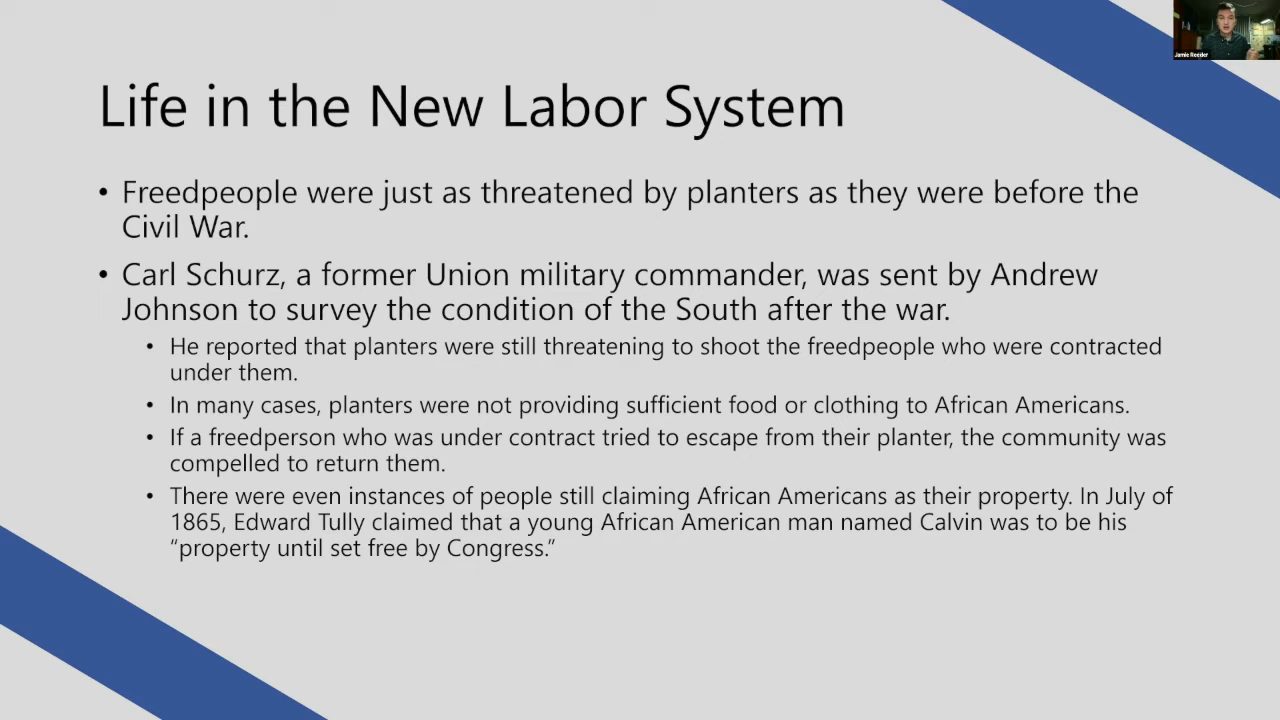 Jamie Reeder
Life in the New Labor System
• Freedpeople were just as threatened by planters as they were before the
Civil War.
• Carl Schurz, a former Union military commander, was sent by Andrew
Johnson to survey the condition of the South after the war.
• He reported that planters were still threatening to shoot the freedpeople who were contracted
under them.
• In many cases, planters were not providing sufficient food or clothing to African Americans.
• If a freedperson who was under contract tried to escape from their planter, the community was
compelled to return them.
• There were even instances of people still claiming African Americans as their property. In July of
1865, Edward Tully claimed that a young African American man named Calvin was to be his
“property until set free by Congress.”